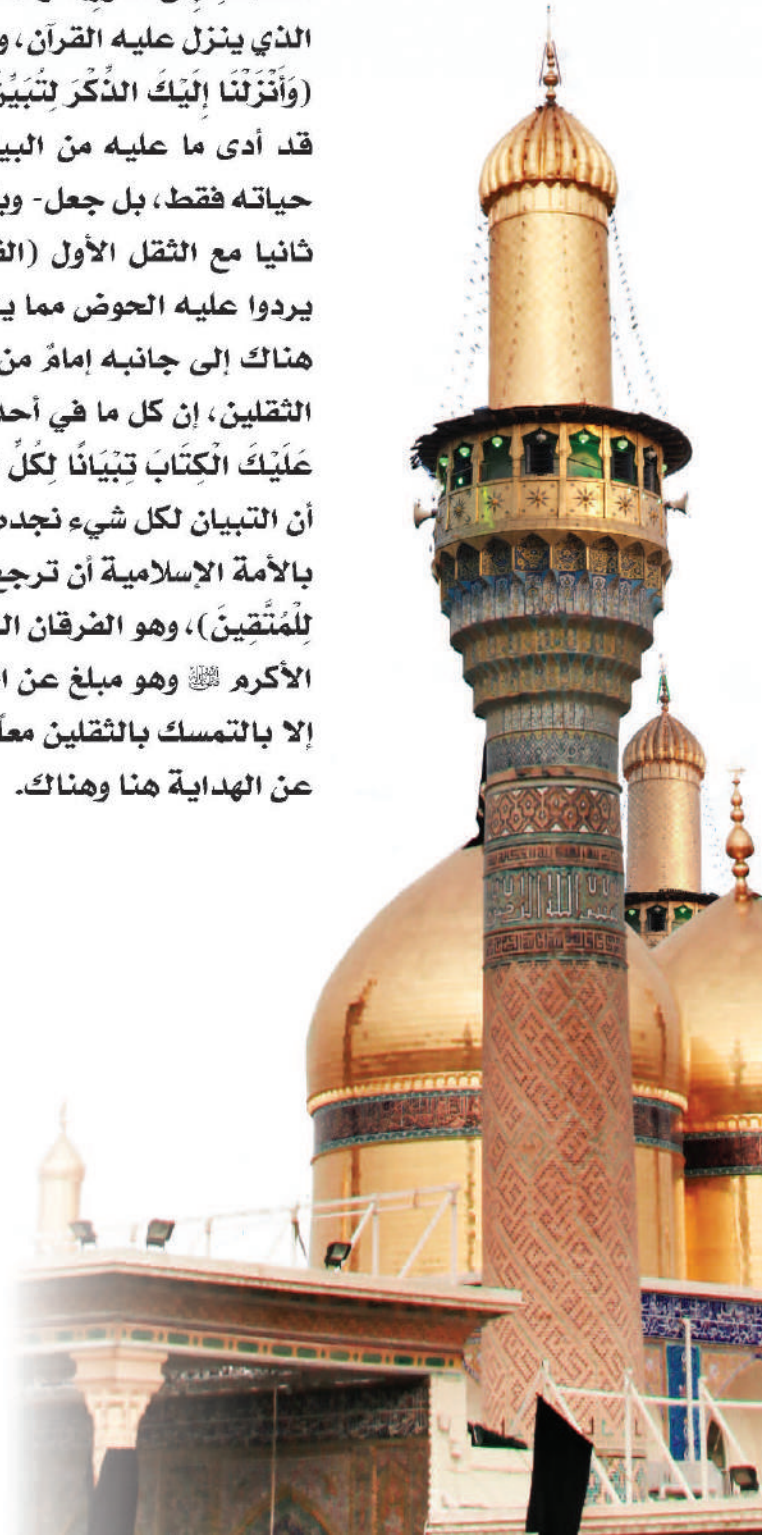 الذي ينزل عليه القرآن، و
(وَأَنْزَلْنَا إِلَيْكَ الذِّكْرَ لِتُبَيِّنَ
قد أدى ما عليه من البي
حياته فقط، بل جعل- وب
ثانيا مع الثقل الأول (الق
يردوا عليه الحوض مما ي
هناك إلى جانبه إمامٌ من
الثقلين، إن كل ما في أحد
عَلَيْكَ الْكِتَابَ تِبْيَانًا لِكُلِّ
أن التبيان لكل شيء نجده
بالأمة الإسلامية أن ترجع
لِلْمُتَّقِينَ)، وهو الفرقان ال
الأكرم ﷺ وهو مبلغ عن ا
إلا بالتمسك بالثقلين معاً
عن الهداية هنا وهناك.